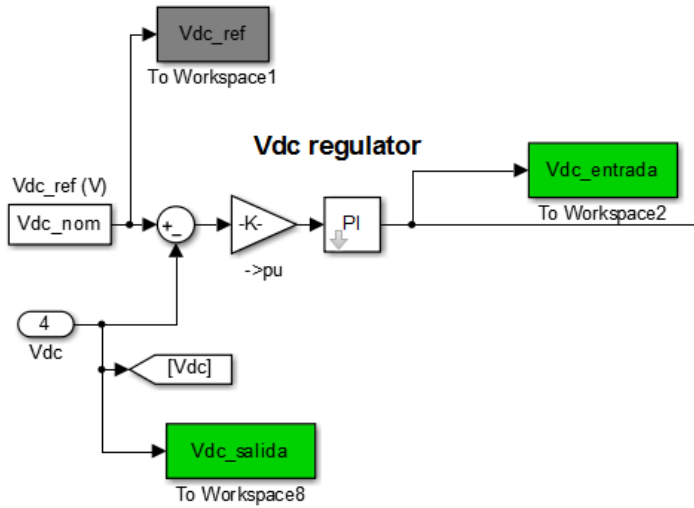 Vdc_ref
To Workspace1
Vdc regulator
Vdc_entrada
To Workspace2
Vdc_ref (V)
Vdc_nom
+
-
-K-
PI
->pu
4
Vdc
[Vdc]
Vdc_salida
To Workspace8